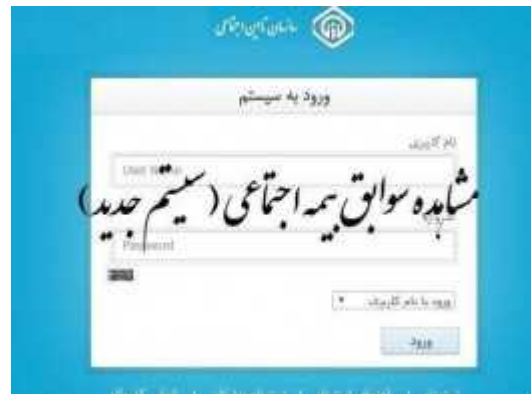 سازمان تامین اجتماعی
ورود به سیستم
نام کاربری
User Name
مشاهده سوابق بیمه اجتماعی (سیستم جدید)
Password
ورود با نام کاربری
ورود